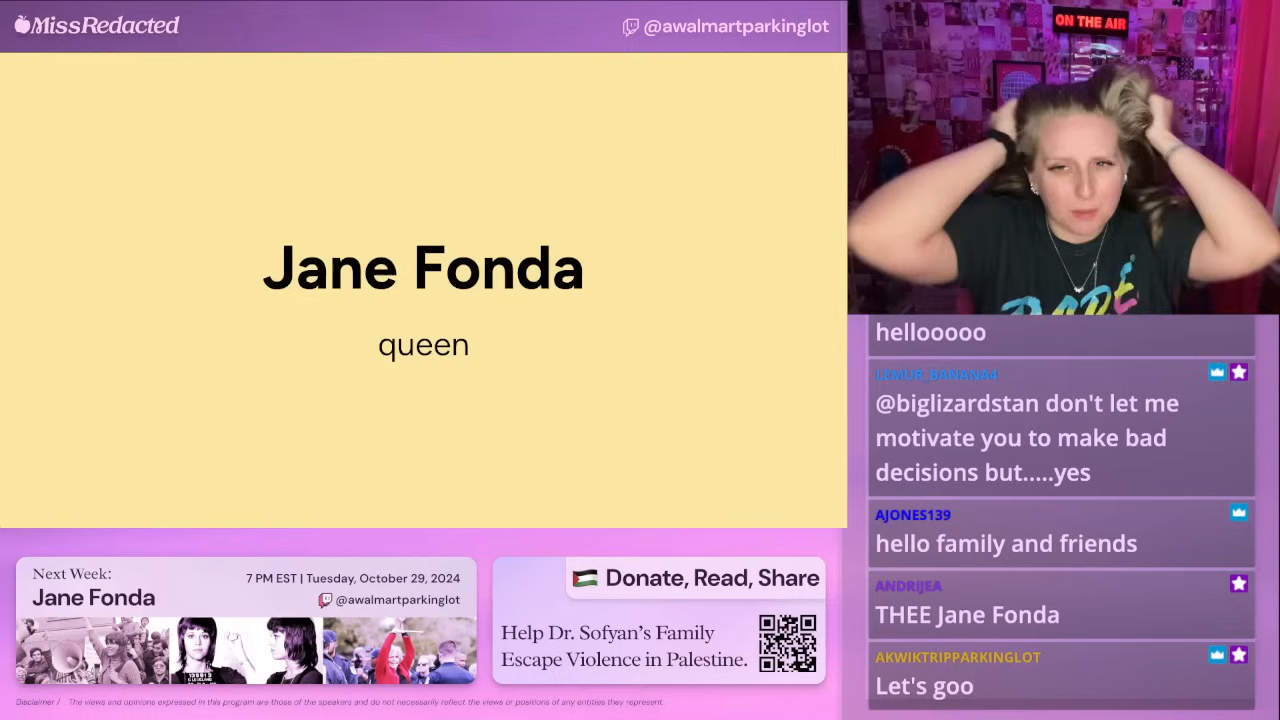 MissRedacted
@awalmartparkinglot
ON THE AIR
Jane Fonda
queen
hellooooo
LEMUR_BANANA4
@biglizardstan don't let me
motivate you to make bad
decisions but.....yes
AJONES139
hello family and friends
ANDRIJEA
THEE Jane Fonda
AKWIKTRIPPARKINGLOT
Let's goo
Next Week:
Jane Fonda
7 PM EST | Tuesday, October 29, 2024
@awalmartparkinglot
Donate, Read, Share
Help Dr. Sofyan's Family
Escape Violence in Palestine.
Disclaimer / The views and opinions expressed in this program are those of the speakers and do not necessarily reflect the views or positions of any entities they represent.